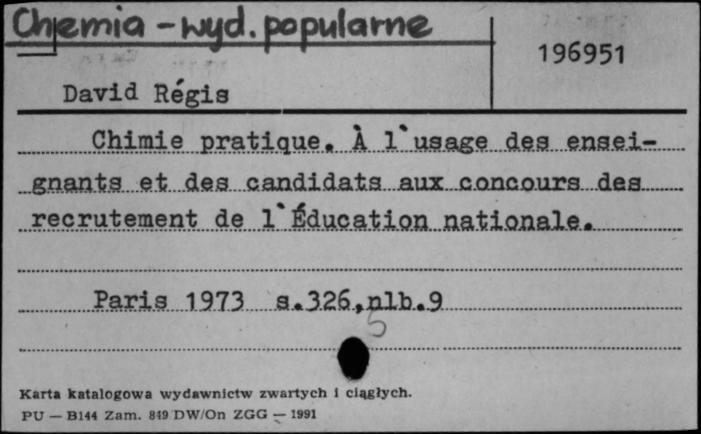 Chemia - wyd. popularne
196951
David Régis
Chimie pratique. À l`usage des ensei-
gnants et des candidats aux concours des
recrutement de l`Éducation nationale.
Paris 1973 s.326,nlb.9
5
Karta katalogowa wydawnictw zwartych i ciągłych.
PU — B144 Zam. 849 DW/On ZGG — 1991